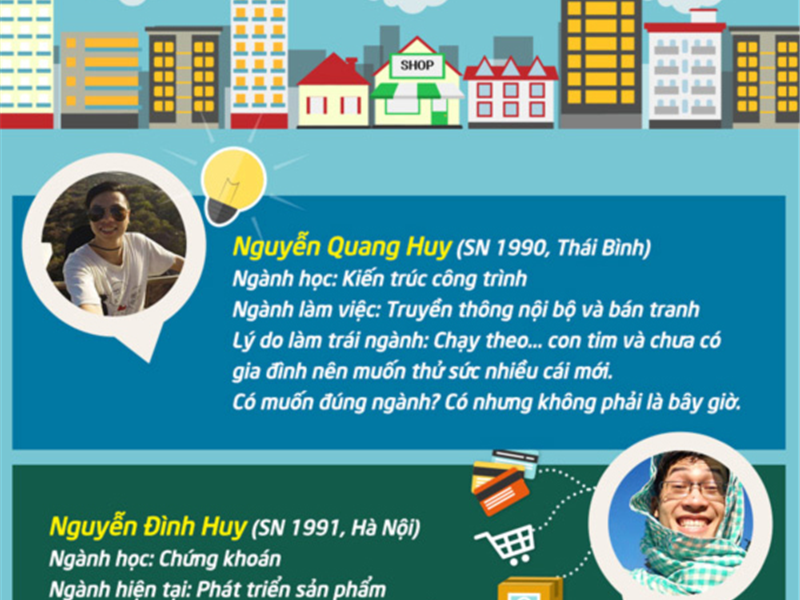 SHOP
Nguyễn Quang Huy (SN 1990, Thái Bình)
Ngành học: Kiến trúc công trình
Ngành làm việc: Truyền thông nội bộ và bán tranh
Lý do làm trái ngành: Chạy theo... con tim và chưa có
gia đình nên muốn thử sức nhiều cái mới.
Có muốn đúng ngành? Có nhưng không phải là bây giờ.
Nguyễn Đình Huy (SN 1991, Hà Nội)
Ngành học: Chứng khoán
Ngành hiện tại: Phát triển sản phẩm